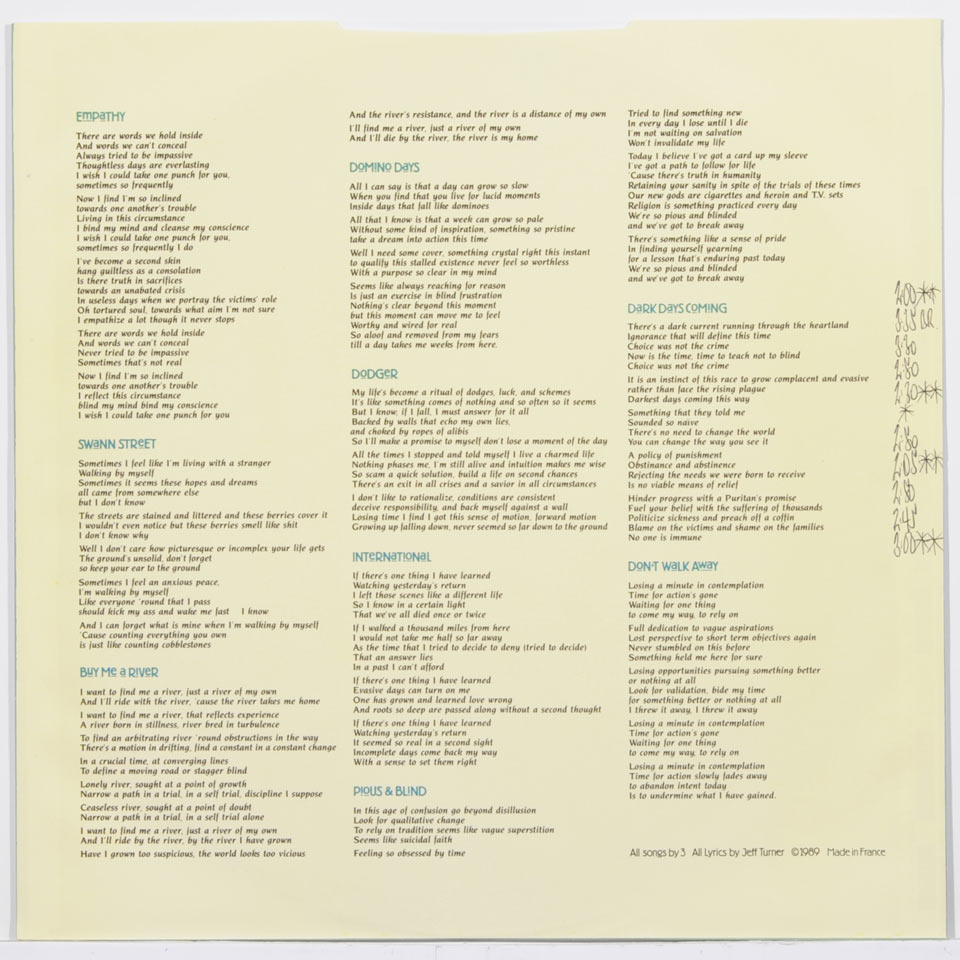 EMPATHY
There are words we hold inside
And words we can't conceal
Always tried to be impassive
Thoughtless days are everlasting
I wish I could take one punch for you,
sometimes so frequently
Now I find I'm so inclined
towards one another's trouble
Living in this circumstance
I bind my mind and cleanse my conscience
I wish I could take one punch for you,
sometimes so frequently I do
I've become a second skin
hang guiltless as a consolation
Is there truth in sacrifices
towards an unabated crisis
In useless days when we portray the victims' role
Oh tortured soul, towards what aim I'm not sure
I empathize a lot though it never stops
There are words we hold inside
And words we can't conceal
Never tried to be impassive
Sometimes that's not real
Now I find I'm so inclined
towards one another's trouble
I reflect this circumstance
blind my mind bind my conscience
I wish I could take one punch for you
SWANN STREET
Sometimes I feel like I'm living with a stranger
Walking by myself
Sometimes it seems these hopes and dreams
all came from somewhere else
but I don't know
The streets are stained and littered and these berries cover it
I wouldn't even notice but these berries smell like shit
I don't know why
Well I don't care how picturesque or incomplex your life gets
The ground's unsolid, don't forget
so keep your ear to the ground
Sometimes I feel an anxious peace,
I'm walking by myself
Like everyone 'round that I pass
should kick my ass and wake me fast I know
And I can forget what is mine when I'm walking by myself
'Cause counting everything you own
is just like counting cobblestones
BUY ME A RIVER
I want to find me a river, just a river of my own
And I'll ride with the river, 'cause the river takes me home
I want to find me a river, that reflects experience
A river born in stillness, river bred in turbulence
To find an arbitrating river 'round obstructions in the way
There's a motion in drifting, find a constant in a constant change
In a crucial time, at converging lines
To define a moving road or stagger blind
Lonely river, sought at a point of growth
Narrow a path in a trial, in a self trial, discipline I suppose
Ceaseless river, sought at a point of doubt
Narrow a path in a trial, in a self trial alone
I want to find me a river, just a river of my own
And I'll ride by the river, by the river I have grown
Have I grown too suspicious, the world looks too vicious
And the river's resistance, and the river is a distance of my own
I'll find me a river, just a river of my own
And I'll die by the river, the river is my home
DOMINO DAYS
All I can say is that a day can grow so slow
When you find that you live for lucid moments
Inside days that fall like dominoes
All that I know is that a week can grow so pale
Without some kind of inspiration, something so pristine
take a dream into action this time
Well I need some cover, something crystal right this instant
to qualify this stalled existence never feel so worthless
With a purpose so clear in my mind
Seems like always reaching for reason
Is just an exercise in blind frustration
Nothing's clear beyond this moment
but this moment can move me to feel
Worthy and wired for real
So aloof and removed from my fears
till a day takes me weeks from here.
DODGER
My life's become a ritual of dodges, luck, and schemes
It's like something comes of nothing and so often so it seems
But I know, if I fall, I must answer for it all
Backed by walls that echo my own lies,
and choked by ropes of alibis
So I'll make a promise to myself don't lose a moment of the day
All the times I stopped and told myself I live a charmed life
Nothing phases me, I'm still alive and intuition makes me wise
So scam a quick solution, build a life on second chances
There's an exit in all crises and a savior in all circumstances
I don't like to rationalize, conditions are consistent
deceive responsibility, and back myself against a wall
Losing time I find I got this sense of motion, forward motion
Growing up falling down, never seemed so far down to the ground
INTERNATIONAL
If there's one thing I have learned
Watching yesterday's return
I left those scenes like a different life
So I know in a certain light
That we've all died once or twice
If I walked a thousand miles from here
I would not take me half so far away
As the time that I tried to decide to deny (tried to decide)
That an answer lies
In a past I can't afford
If there's one thing I have learned
Evasive days can turn on me
One has grown and learned love wrong
And roots so deep are passed along without a second thought
If there's one thing I have learned
Watching yesterday's return
It seemed so real in a second sight
Incomplete days come back my way
With a sense to set them right
PIOUS & BLIND
In this age of confusion go beyond disillusion
Look for qualitative change
To rely on tradition seems like vague superstition
Seems like suicidal faith
Feeling so obsessed by time
Tried to find something new
In every day I lose until I die
I'm not waiting on salvation
Won't invalidate my life
Today I believe I've got a card up my sleeve
I've got a path to follow for life
'Cause there's truth in humanity
Retaining your sanity in spite of the trials of these times
Our new gods are cigarettes and heroin and T.V. sets
Religion is something practiced every day
We're so pious and blinded
and we've got to break away
There's something like a sense of pride
In finding yourself yearning
for a lesson that's enduring past today
We're so pious and blinded
and we've got to break away
DARK DAYS COMING
There's a dark current running through the heartland
Ignorance that will define this time
Choice was not the crime
Now is the time, time to teach not to blind
Choice was not the crime
It is an instinct of this race to grow complacent and evasive
rather than face the rising plague
Darkest days coming this way
Something that they told me
Sounded so naive
There's no need to change the world
You can change the way you see it
A policy of punishment
Obstinance and abstinence
Rejecting the needs we were born to receive
Is no viable means of relief
Hinder progress with a Puritan's promise
Fuel your belief with the suffering of thousands
Politicize sickness and preach off a coffin
Blame on the victims and shame on the families
No one is immune
DON'T WALK AWAY
Losing a minute in contemplation
Time for action's gone
Waiting for one thing
to come my way, to rely on
Full dedication to vague aspirations
Lost perspective to short term objectives again
Never stumbled on this before
Something held me here for sure
Losing opportunities pursuing something better
or nothing at all
Look for validation, bide my time
for something better or nothing at all
I threw it away, I threw it away
Losing a minute in contemplation
Time for action's gone
Waiting for one thing
to come my way, to rely on
Losing a minute in contemplation
Time for action slowly fades away
to abandon intent today
Is to undermine what I have gained.
All songs by 3 All Lyrics by Jeff Turner ©1989 Made in France
2:00**
3:30
2:30**
*
2:05**
2:45
3:00**